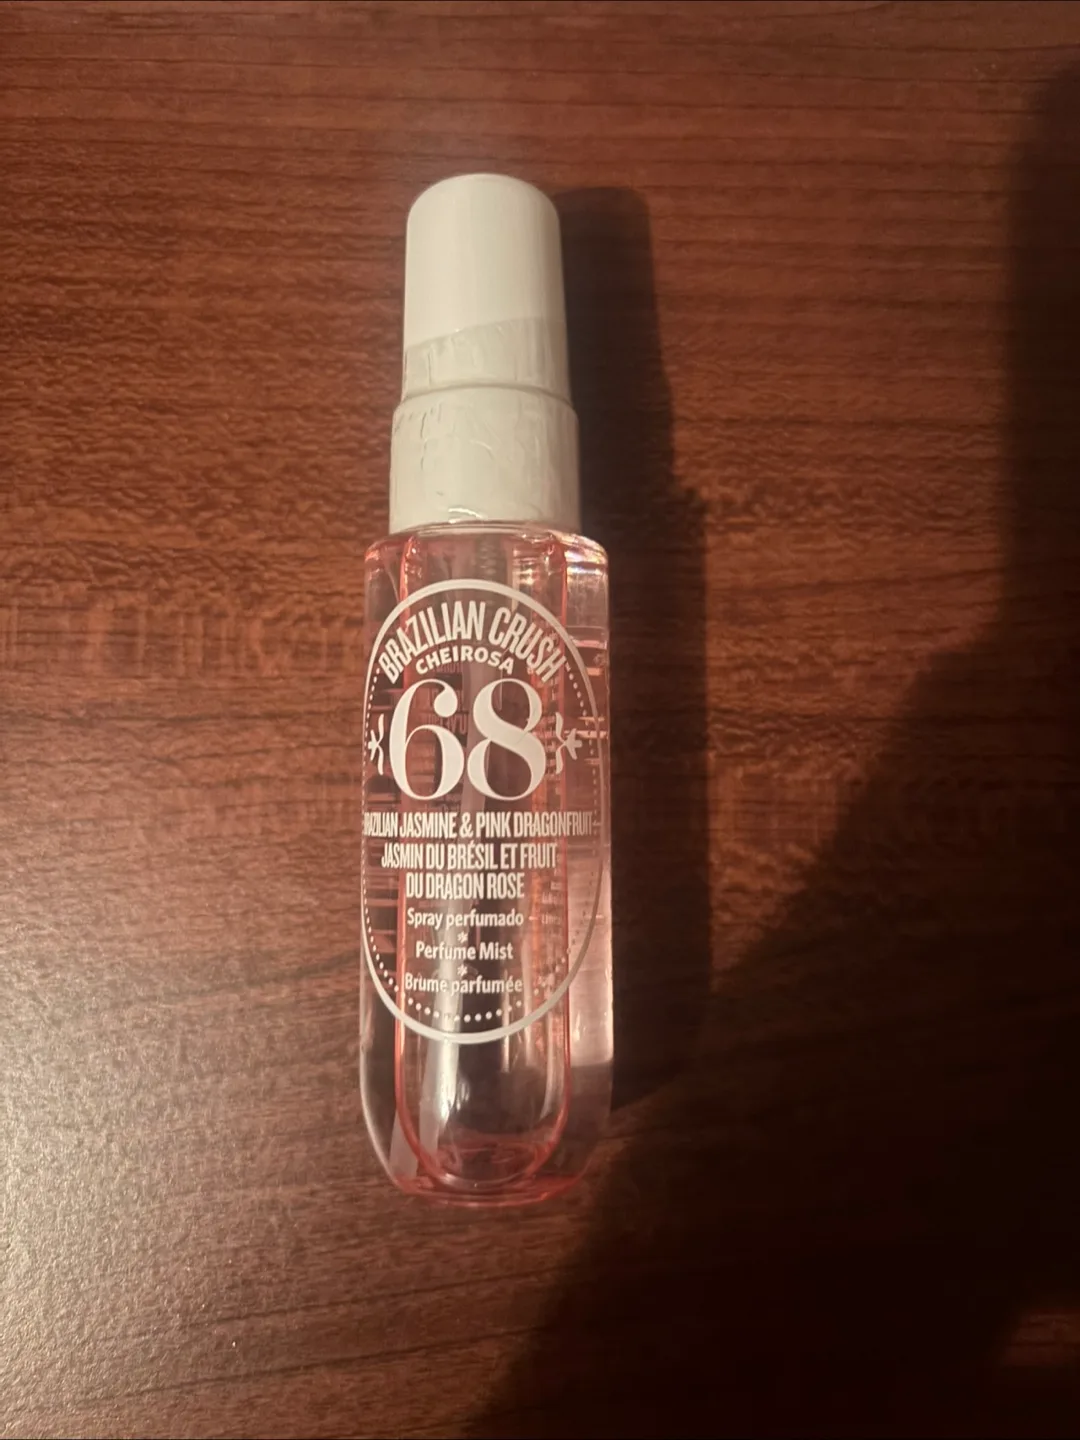 BRAZILIAN CRUSH
CHEIROSA
68
BRAZILIAN JASMINE & PINK DRAGONFRUIT
JASMIN DU BRÉSIL ET FRUIT
DU DRAGON ROSE
Spray perfumado
Perfume Mist
Brume parfumée